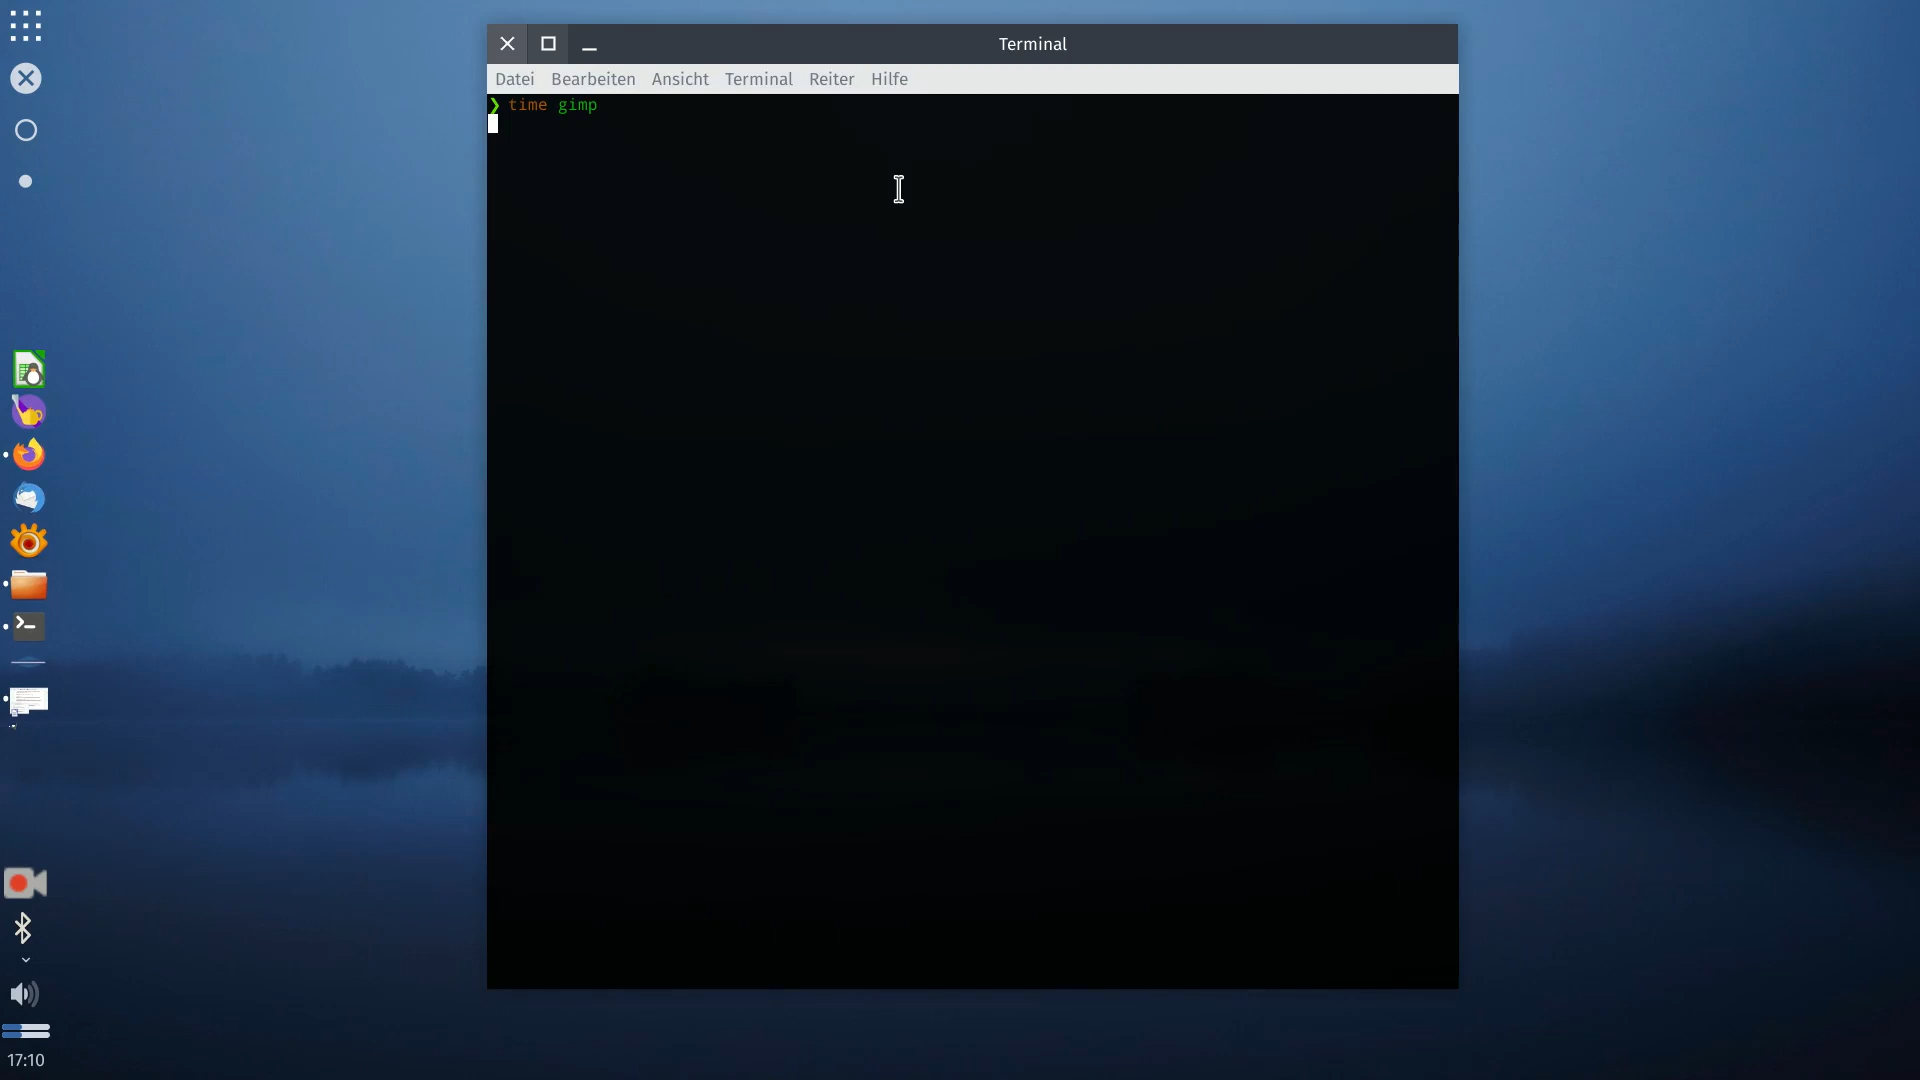 Terminal
Datei Bearbeiten Ansicht Terminal Reiter Hilfe
❯ time gimp
17:10